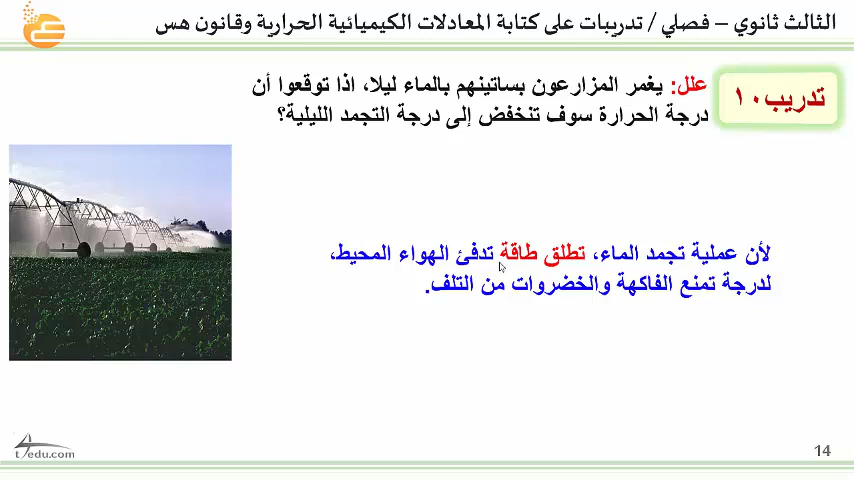 الثالث ثانوي – فصلي / تدريبات على كتابة المعادلات الكيميائية الحرارية وقانون هس
تدريب ١٠
علل: يغمر المزارعون بساتينهم بالماء ليلا، اذا توقعوا أن
درجة الحرارة سوف تنخفض إلى درجة التجمد الليلية؟
لأن عملية تجمد الماء، تطلق طاقة تدفئ الهواء المحيط،
لدرجة تمنع الفاكهة والخضروات من التلف.
t4edu.com
14